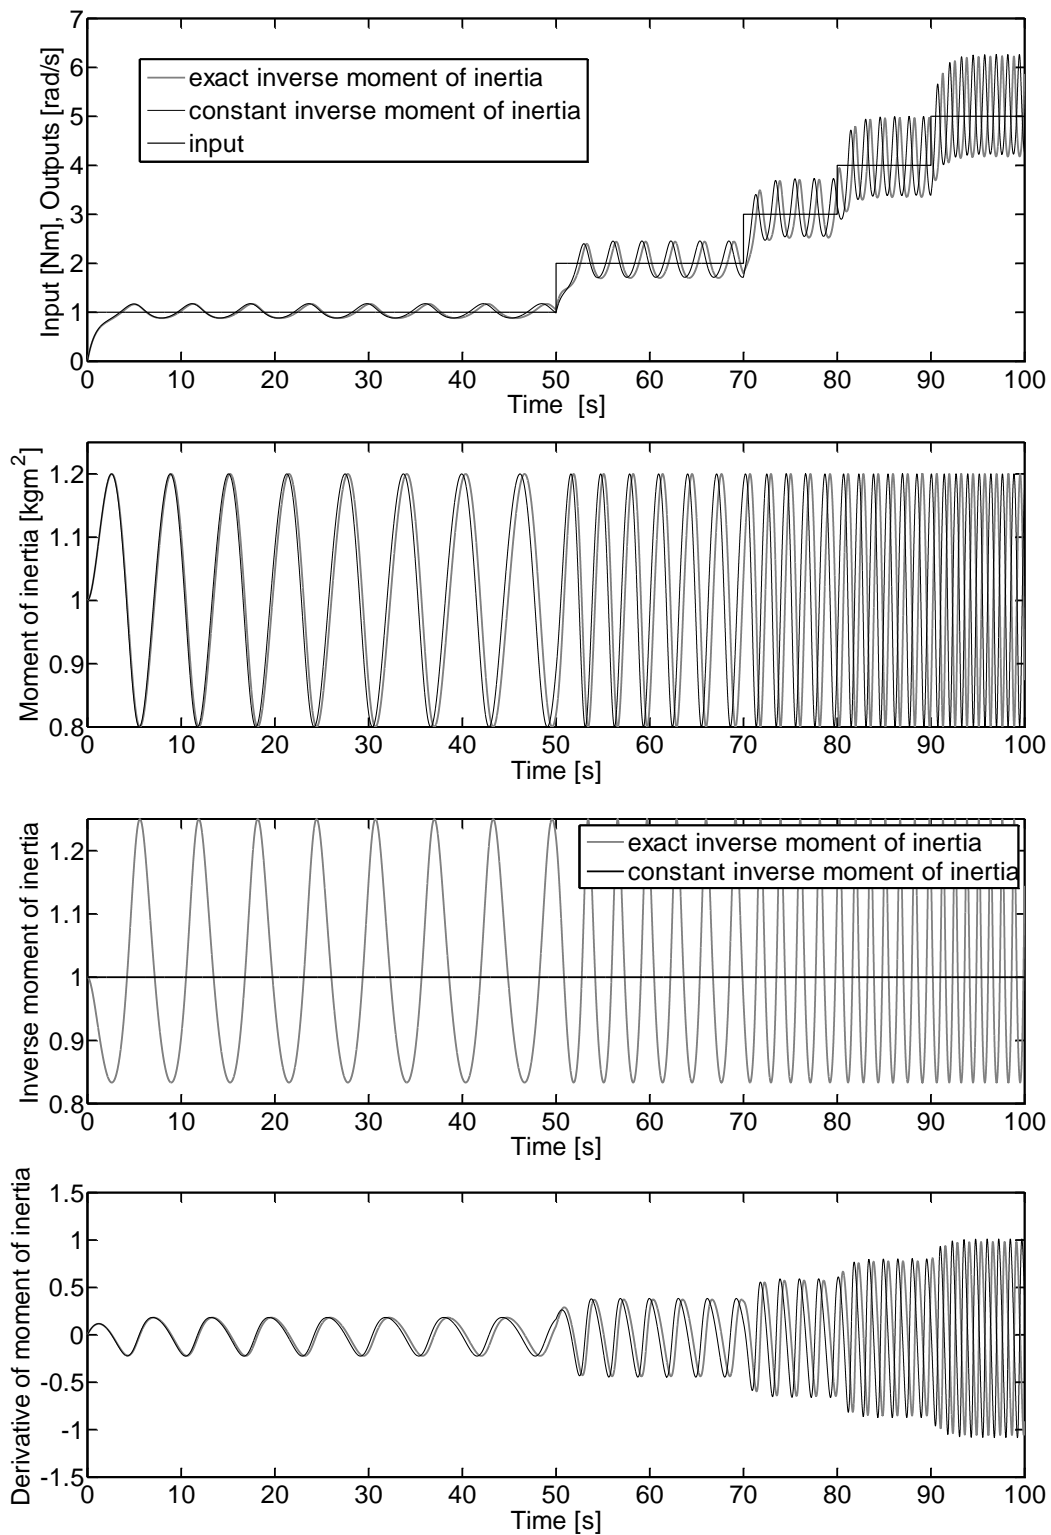 7
6
5
4
3
2
1
0
Input [Nm], Outputs [rad/s]
exact inverse moment of inertia
constant inverse moment of inertia
input
0 10 20 30 40 50 60 70 80 90 100
Time [s]
1.2
1.1
1
0.9
0.8
Moment of inertia [kgm²]
0 10 20 30 40 50 60 70 80 90 100
Time [s]
1.2
1.1
1
0.9
0.8
Inverse moment of inertia
exact inverse moment of inertia
constant inverse moment of inertia
0 10 20 30 40 50 60 70 80 90 100
Time [s]
1.5
1
0.5
0
-0.5
-1
-1.5
Derivative of moment of inertia
0 10 20 30 40 50 60 70 80 90 100
Time [s]